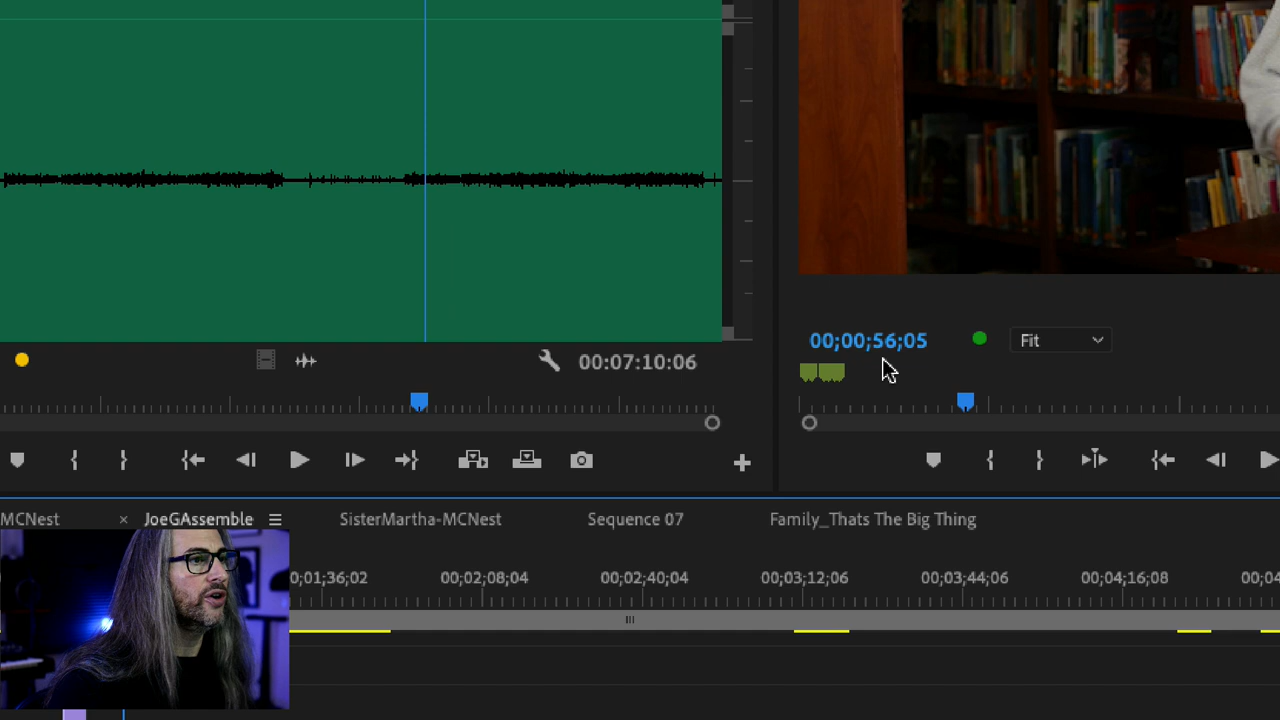 00;00;56;05
Fit
00:07:10:06
MCNest × JoeGAssemble SisterMartha-MCNest Sequence 07 Family_Thats The Big Thing
0;01;36;02 00;02;08;04 00;02;40;04 00;03;12;06 00;03;44;06 00;04;16;08 00;04